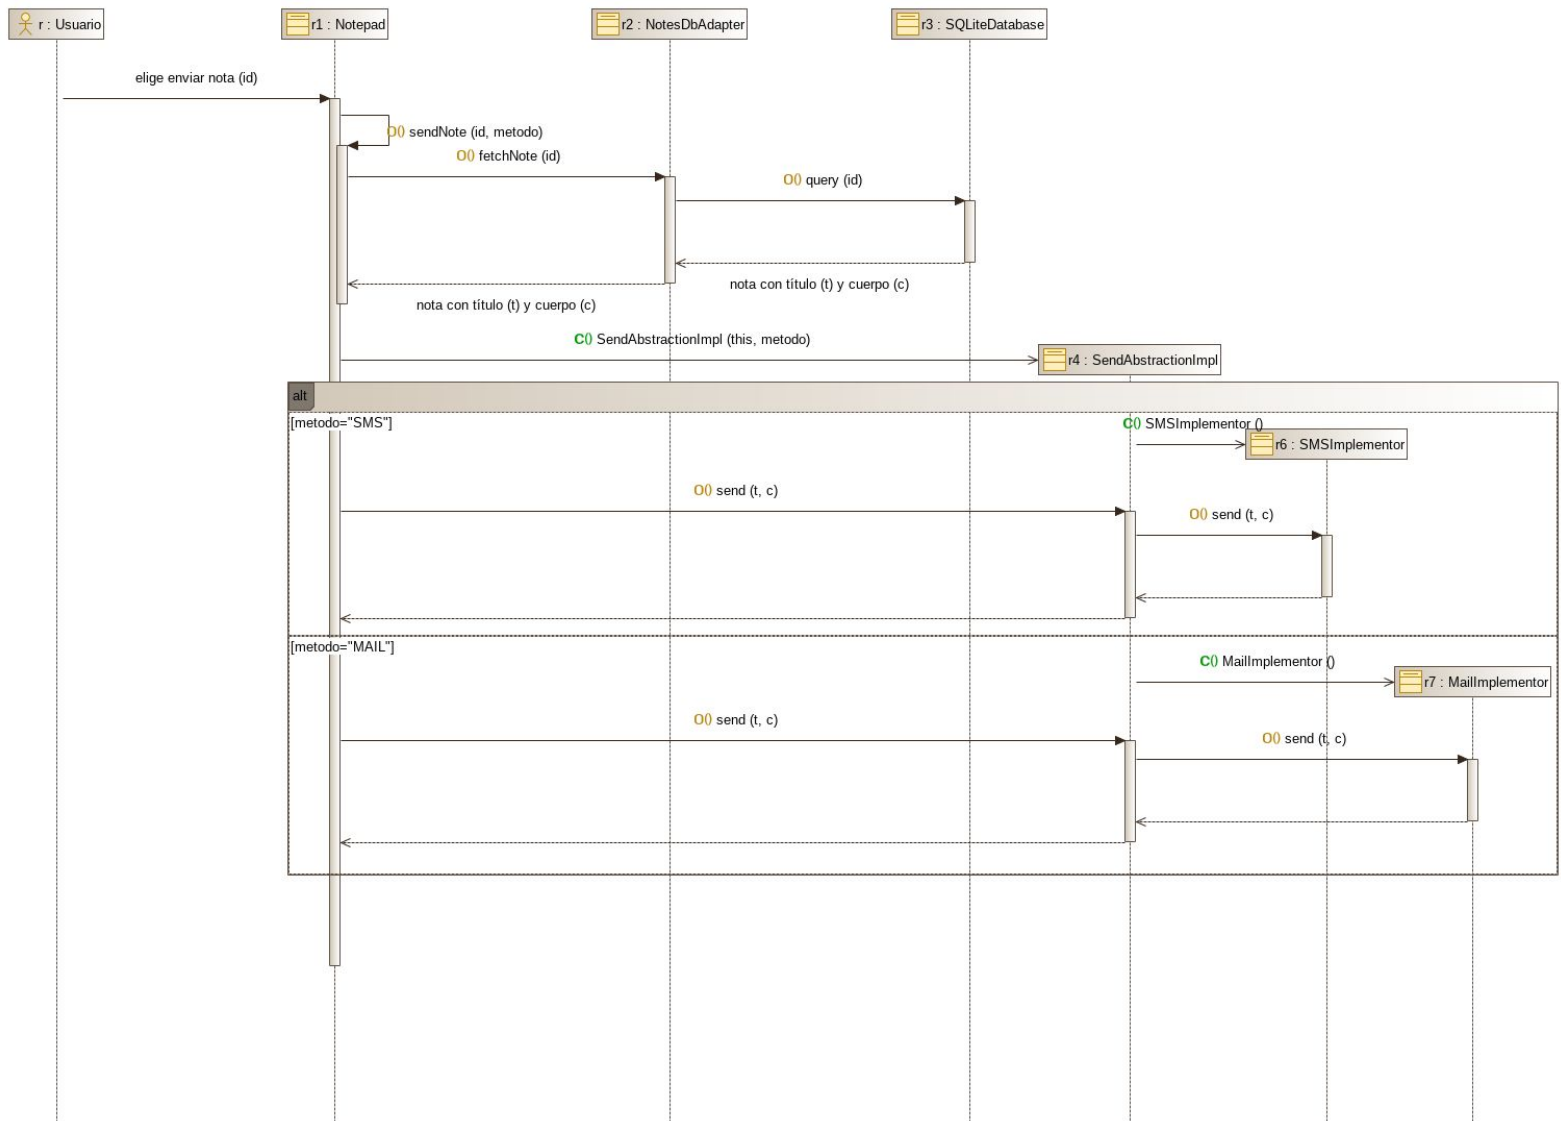 r : Usuario
r1 : Notepad
r2 : NotesDbAdapter
r3 : SQLiteDatabase
elige enviar nota (id)
O() sendNote (id, metodo)
O() fetchNote (id)
O() query (id)
nota con título (t) y cuerpo (c)
nota con título (t) y cuerpo (c)
C() SendAbstractionImpl (this, metodo)
r4 : SendAbstractionImpl
alt
[metodo="SMS"]
C() SMSImplementor ()
r6 : SMSImplementor
O() send (t, c)
O() send (t, c)
[metodo="MAIL"]
C() MailImplementor ()
r7 : MailImplementor
O() send (t, c)
O() send (t, c)